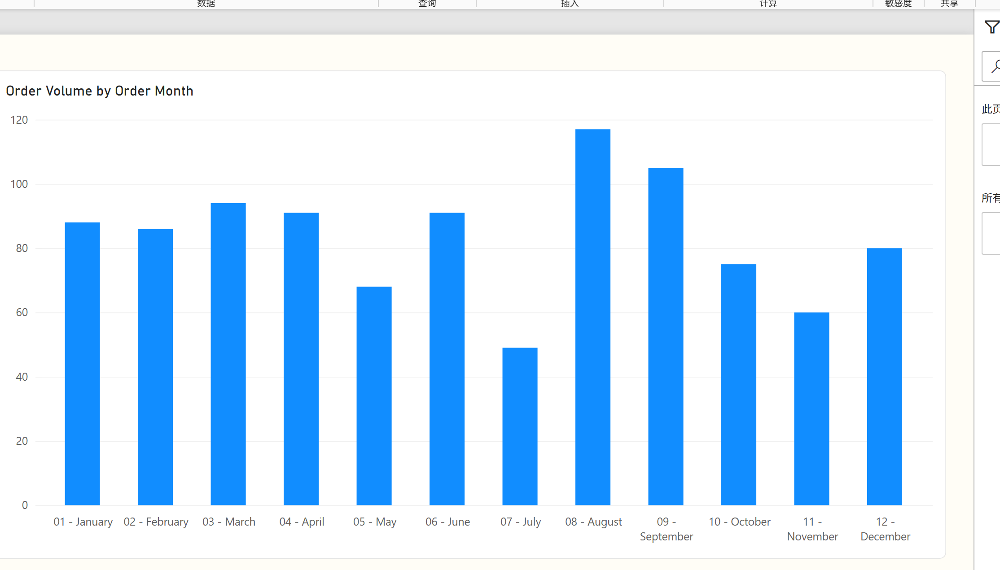 数据 查询 插入 计算 敏感度 共享
Order Volume by Order Month
120
100
80
60
40
20
0
01 - January 02 - February 03 - March 04 - April 05 - May 06 - June 07 - July 08 - August 09 - September 10 - October 11 - November 12 - December
此页
所有